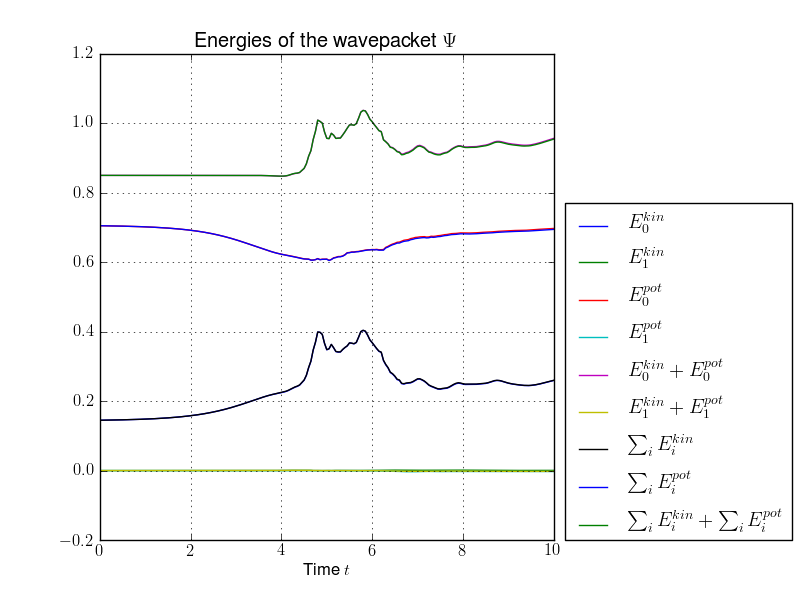 Energies of the wavepacket Ψ
1.2
1.0
0.8
0.6
0.4
0.2
0.0
−0.2
0 2 4 6 8 10
Time t
E_0^{kin}
E_1^{kin}
E_0^{pot}
E_1^{pot}
E_0^{kin} + E_0^{pot}
E_1^{kin} + E_1^{pot}
∑_i E_i^{kin}
∑_i E_i^{pot}
∑_i E_i^{kin} + ∑_i E_i^{pot}